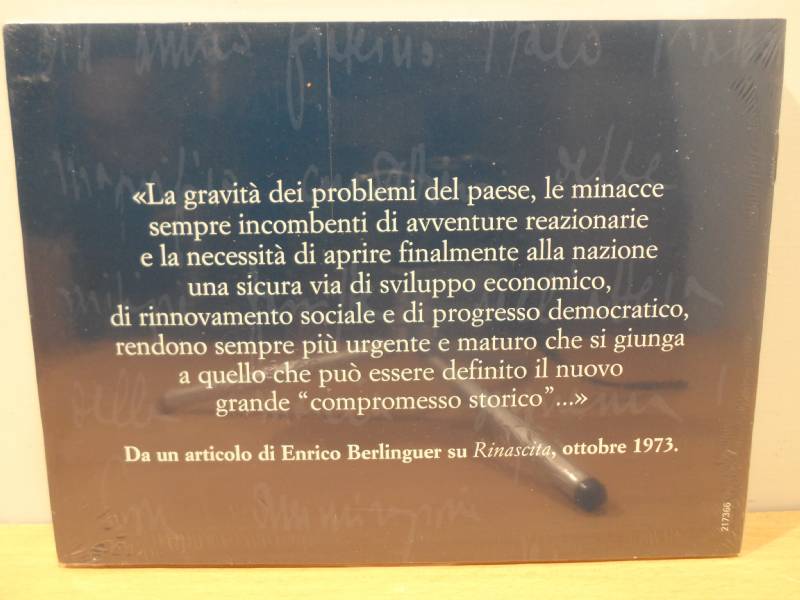 «La gravità dei problemi del paese, le minacce
sempre incombenti di avventure reazionarie
e la necessità di aprire finalmente alla nazione
una sicura via di sviluppo economico,
di rinnovamento sociale e di progresso democratico,
rendono sempre più urgente e maturo che si giunga
a quello che può essere definito il nuovo
grande “compromesso storico”...»
Da un articolo di Enrico Berlinguer su Rinascita, ottobre 1973.
217366